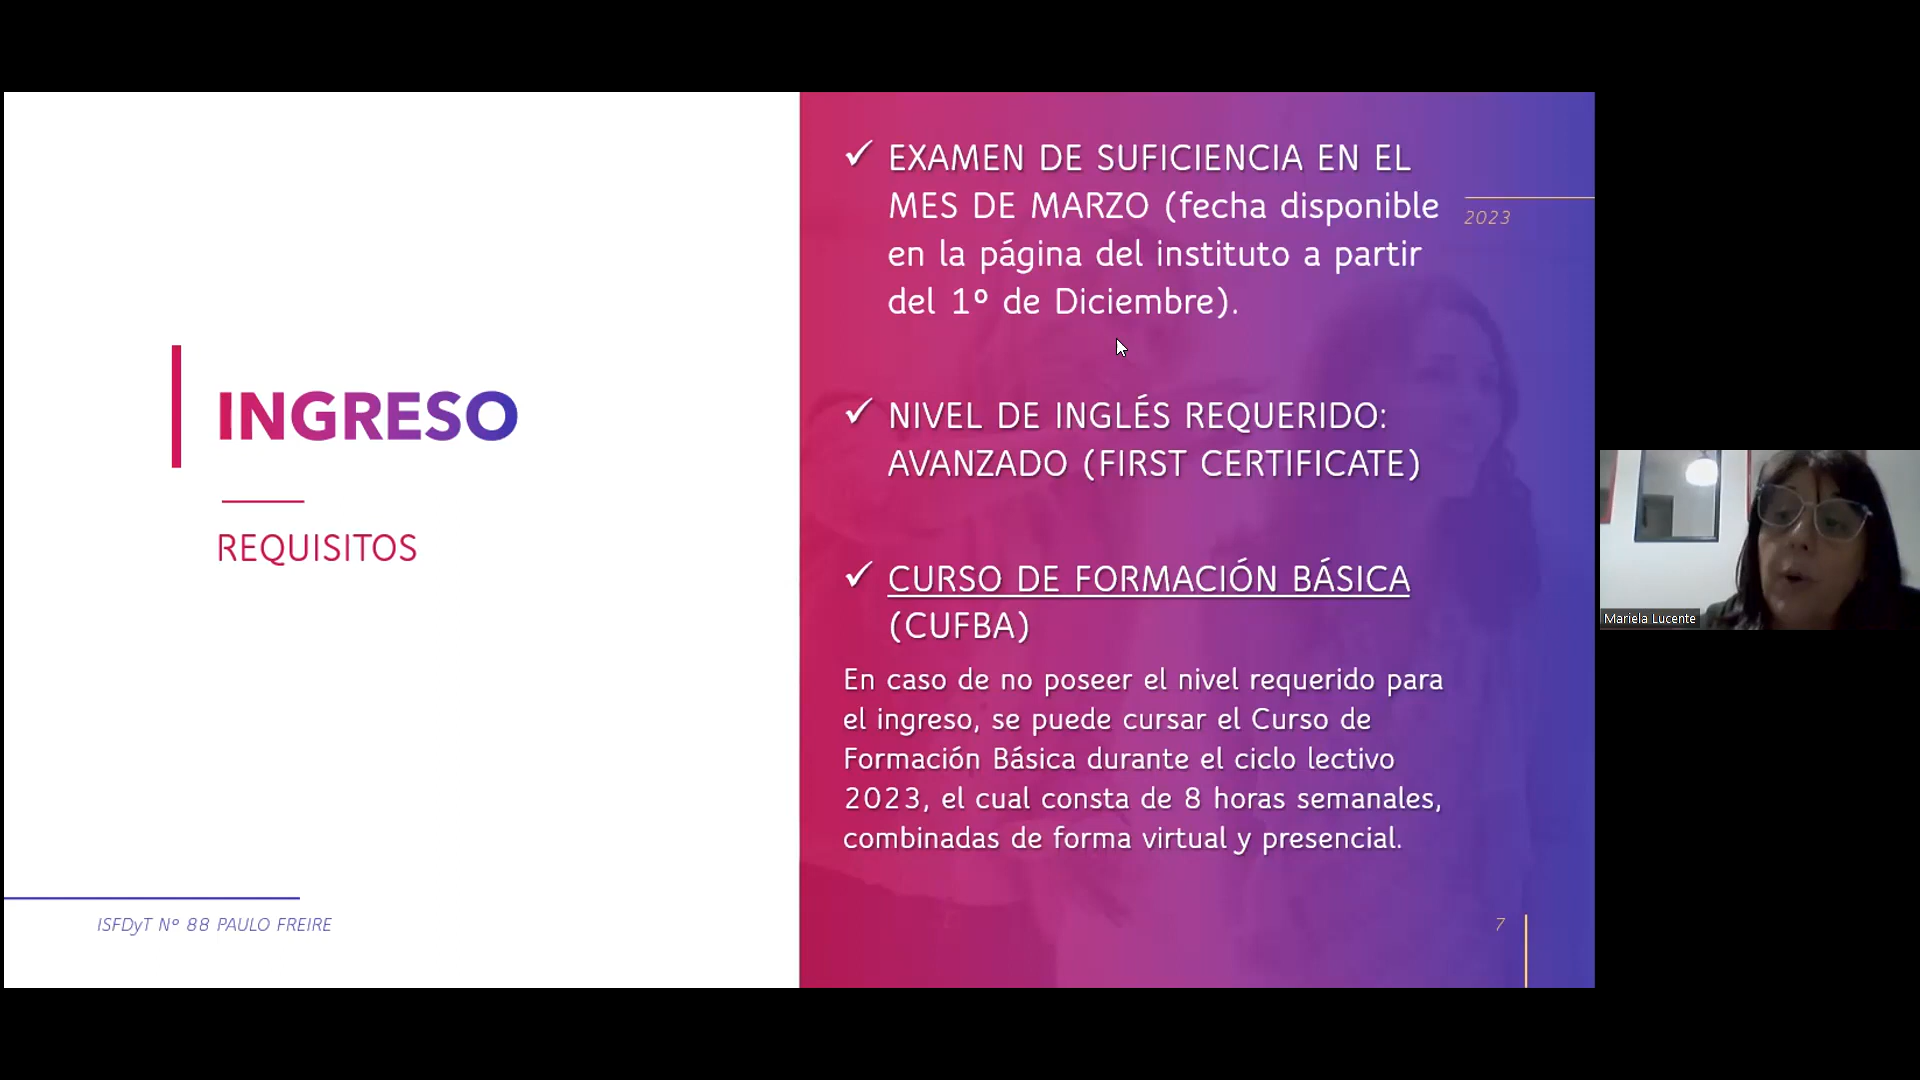 INGRESO
REQUISITOS
ISFDyT Nº 88 PAULO FREIRE
EXAMEN DE SUFICIENCIA EN EL
MES DE MARZO (fecha disponible
en la página del instituto a partir
del 1º de Diciembre).
2023
NIVEL DE INGLÉS REQUERIDO:
AVANZADO (FIRST CERTIFICATE)
CURSO DE FORMACIÓN BÁSICA
(CUFBA)
En caso de no poseer el nivel requerido para
el ingreso, se puede cursar el Curso de
Formación Básica durante el ciclo lectivo
2023, el cual consta de 8 horas semanales,
combinadas de forma virtual y presencial.
7
Mariela Lucente